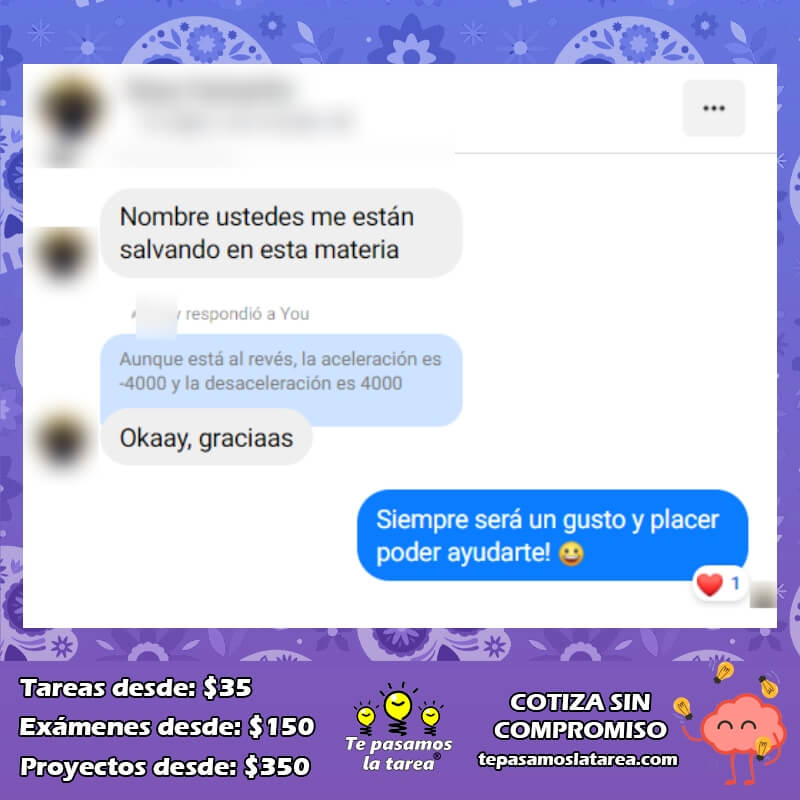 Nombre ustedes me están
salvando en esta materia
respondió a You
Aunque está al revés, la aceleración es
-4000 y la desaceleración es 4000
Okaay, graciaas
Siempre será un gusto y placer
poder ayudarte! 😀
1
Tareas desde: $35
Exámenes desde: $150
Proyectos desde: $350
Te pasamos
la tarea®
COTIZA SIN
COMPROMISO
tepasamoslatarea.com